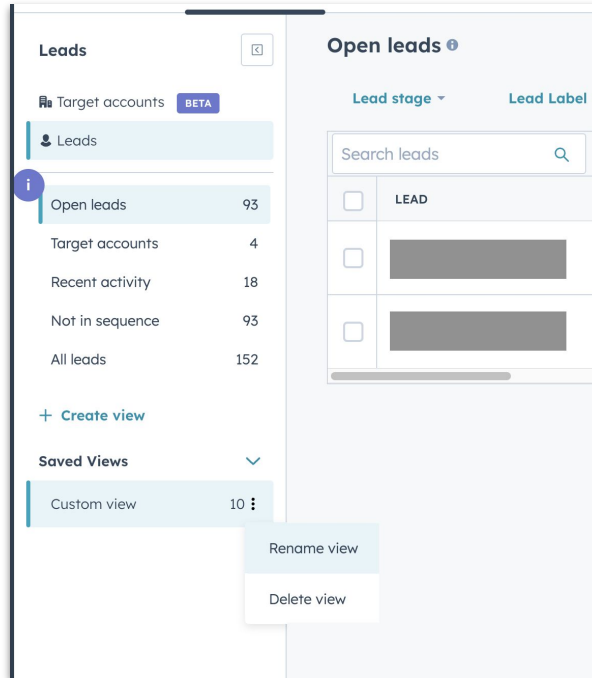 Leads
Target accounts BETA
Leads
i
Open leads 93
Target accounts 4
Recent activity 18
Not in sequence 93
All leads 152
+ Create view
Saved Views
Custom view 10
Rename view
Delete view
Open leads i
Lead stage
Lead Label
Search leads
LEAD